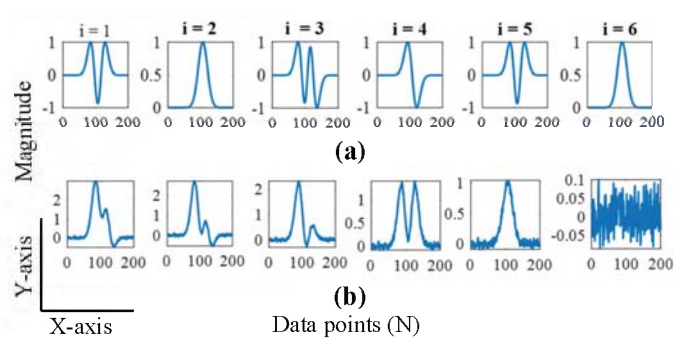 i = 1 i = 2 i = 3 i = 4 i = 5 i = 6
1 1 1 1 1 1
0 0.5 0 0 0 0.5
-1 0 -1 -1 -1 0
0 100 200 0 100 200 0 100 200 0 100 200 0 100 200 0 100 200
(a)
Magnitude
2 2 2 1 1 0.1
1 1 1 0.5 0.5 0.05
0 0 0 0 0 0
-0.05
0 100 200 0 100 200 0 100 200 0 100 200 0 100 200 0 100 200
(b)
Y-axis
X-axis
Data points (N)